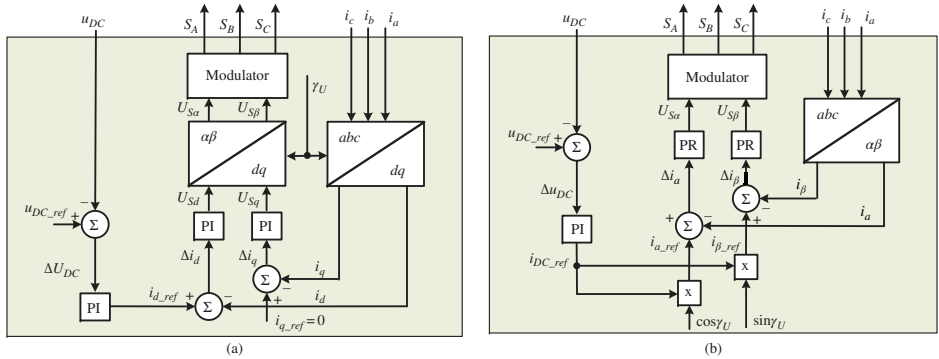 u_DC S_A S_B S_C i_c i_b i_a
Modulator
γ_U
U_Sα U_Sβ
αβ
dq
abc
dq
U_Sd U_Sq
u_DC_ref + − Σ
PI PI
ΔU_DC
Δi_d Δi_q
Σ − + i_q
PI
i_d_ref + Σ − i_d
i_q_ref = 0
(a)
u_DC S_A S_B S_C i_c i_b i_a
Modulator
U_Sα U_Sβ
abc
αβ
u_DC_ref + − Σ
PR PR
Δu_DC
Δi_a Δi_β
Σ − + i_β
PI
+ Σ − i_a
i_a_ref i_β_ref
i_DC_ref
x
x
cosγ_U sinγ_U
(b)